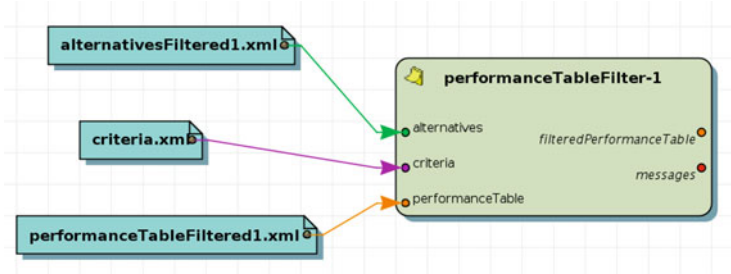 alternativesFiltered1.xml
criteria.xml
performanceTableFiltered1.xml
performanceTableFilter-1
alternatives
filteredPerformanceTable
criteria
messages
performanceTable